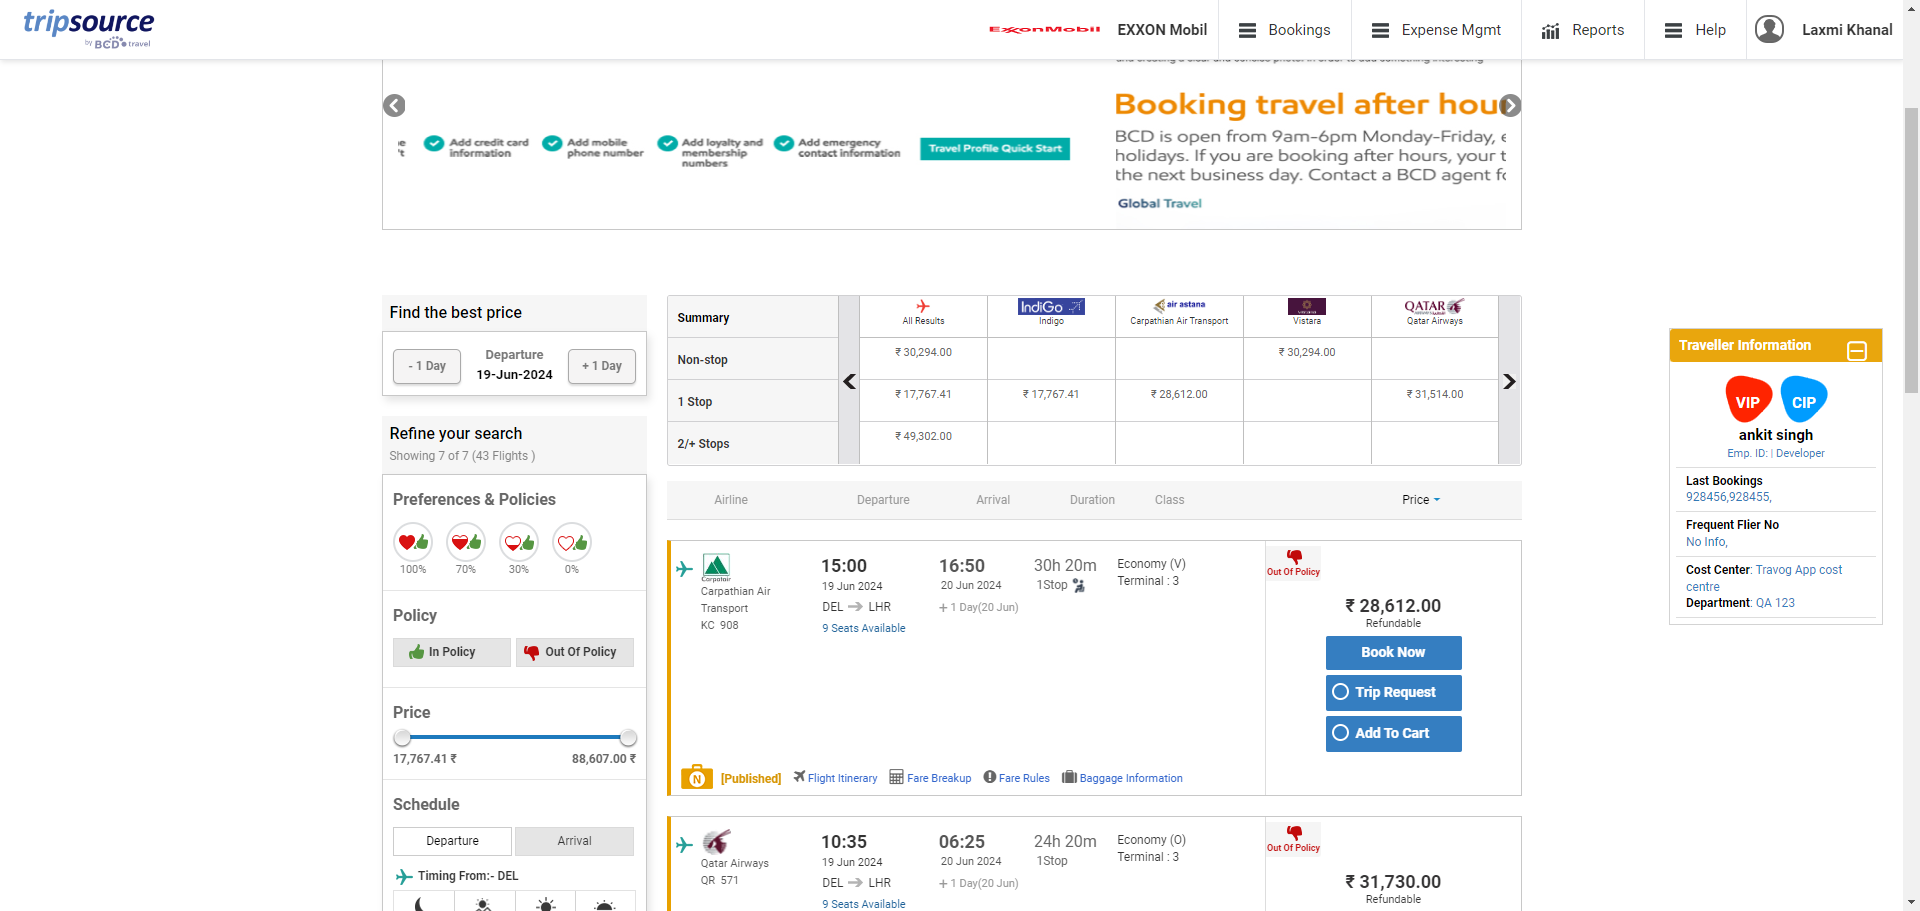 tripsource
by BCD travel
ExxonMobil
EXXON Mobil
Bookings
Expense Mgmt
Reports
Help
Laxmi Khanal
and creating a clear and concise photo. in order to add something interesting
Add credit card
information
Add mobile
phone number
Add loyalty and
membership
numbers
Add emergency
contact information
Travel Profile Quick Start
Booking travel after hou
BCD is open from 9am-6pm Monday-Friday, e
holidays. If you are booking after hours, your t
the next business day. Contact a BCD agent fo
Global Travel
Find the best price
- 1 Day
Departure
19-Jun-2024
+ 1 Day
Refine your search
Showing 7 of 7 (43 Flights )
Preferences & Policies
100%
70%
30%
0%
Policy
In Policy
Out Of Policy
Price
17,767.41 ₹
88,607.00 ₹
Schedule
Departure
Arrival
Timing From:- DEL
Summary
All Results
IndiGo
Indigo
air astana
Carpathian Air Transport
Vistara
QATAR
Qatar Airways
Non-stop
₹ 30,294.00
₹ 30,294.00
1 Stop
₹ 17,767.41
₹ 17,767.41
₹ 28,612.00
₹ 31,514.00
2/+ Stops
₹ 49,302.00
Airline
Departure
Arrival
Duration
Class
Price
Carpatair
Carpathian Air
Transport
KC 908
15:00
19 Jun 2024
DEL LHR
9 Seats Available
16:50
20 Jun 2024
+ 1 Day(20 Jun)
30h 20m
1Stop
Economy (V)
Terminal : 3
Out Of Policy
₹ 28,612.00
Refundable
Book Now
Trip Request
Add To Cart
N
[Published]
Flight Itinerary
Fare Breakup
Fare Rules
Baggage Information
Qatar Airways
QR 571
10:35
19 Jun 2024
DEL LHR
9 Seats Available
06:25
20 Jun 2024
+ 1 Day(20 Jun)
24h 20m
1Stop
Economy (O)
Terminal : 3
Out Of Policy
₹ 31,730.00
Refundable
Traveller Information
VIP
CIP
ankit singh
Emp. ID: | Developer
Last Bookings
928456,928455,
Frequent Flier No
No Info,
Cost Center: Travog App cost
centre
Department: QA 123